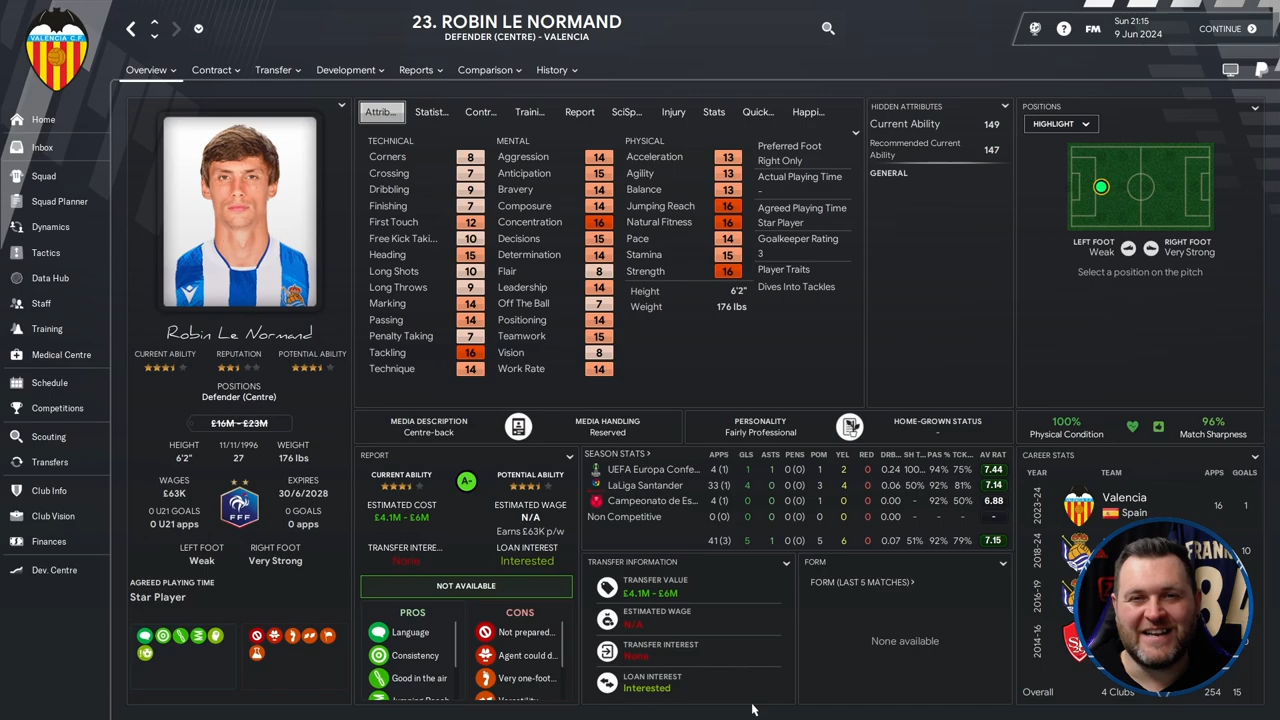 VALENCIA C.F.
23. ROBIN LE NORMAND
DEFENDER (CENTRE) - VALENCIA
?
FM
Sun 21:15
9 Jun 2024
CONTINUE
Overview
Contract
Transfer
Development
Reports
Comparison
History
Home
Inbox
Squad
Squad Planner
Dynamics
Tactics
Data Hub
Staff
Training
Medical Centre
Schedule
Competitions
Scouting
Transfers
Club Info
Club Vision
Finances
Dev. Centre
Robin Le Normand
CURRENT ABILITY
REPUTATION
POTENTIAL ABILITY
POSITIONS
Defender (Centre)
£16M - £23M
HEIGHT
11/11/1996
WEIGHT
6'2"
27
176 lbs
WAGES
EXPIRES
£63K
30/6/2028
FFF
0 U21 apps
0 GOALS
0 U21 GOALS
0 apps
LEFT FOOT
RIGHT FOOT
Weak
Very Strong
AGREED PLAYING TIME
Star Player
Attrib...
Statist...
Contr...
Traini...
Report
SciSp...
Injury
Stats
Quick...
Happi...
TECHNICAL
Corners 8
Crossing 7
Dribbling 9
Finishing 7
First Touch 12
Free Kick Taki... 10
Heading 15
Long Shots 10
Long Throws 9
Marking 14
Passing 14
Penalty Taking 7
Tackling 16
Technique 14
MENTAL
Aggression 14
Anticipation 15
Bravery 14
Composure 14
Concentration 16
Decisions 15
Determination 14
Flair 8
Leadership 14
Off The Ball 7
Positioning 14
Teamwork 15
Vision 8
Work Rate 14
PHYSICAL
Acceleration 13
Agility 13
Balance 13
Jumping Reach 16
Natural Fitness 16
Pace 14
Stamina 15
Strength 16
Height 6'2"
Weight 176 lbs
Preferred Foot
Right Only
Actual Playing Time
-
Agreed Playing Time
Star Player
Goalkeeper Rating
3
Player Traits
Dives Into Tackles
HIDDEN ATTRIBUTES
Current Ability 149
Recommended Current Ability 147
GENERAL
POSITIONS
HIGHLIGHT
LEFT FOOT
Weak
RIGHT FOOT
Very Strong
Select a position on the pitch
MEDIA DESCRIPTION
Centre-back
MEDIA HANDLING
Reserved
PERSONALITY
Fairly Professional
HOME-GROWN STATUS
100%
Physical Condition
96%
Match Sharpness
REPORT
CURRENT ABILITY
A-
POTENTIAL ABILITY
ESTIMATED COST
£4.1M - £6M
ESTIMATED WAGE
N/A
Earns £63K p/w
TRANSFER INTERE...
None
LOAN INTEREST
Interested
NOT AVAILABLE
PROS
Language
Consistency
Good in the air
Jumping Reach
CONS
Not prepared...
Agent could d...
Very one-foot...
Versatility
SEASON STATS > APPS GLS ASTS PENS POM YEL RED DRB... SH T... PAS % TCK... AV RAT
UEFA Europa Confe... 4 (1) 1 0 0 (0) 1 2 0 0.24 100... 94% 75% 7.44
LaLiga Santander 33 (1) 4 0 0 (0) 3 4 0 0.06 50% 92% 81% 7.14
Campeonato de Es... 4 (1) 0 1 0 (0) 1 0 0 0.00 - 92% 50% 6.88
Non Competitive 0 (0) 0 0 0 (0) 0 0 0 0.00 - - - -
41 (3) 5 1 0 (0) 5 6 0 0.07 51% 92% 79% 7.15
TRANSFER INFORMATION
TRANSFER VALUE
£4.1M - £6M
ESTIMATED WAGE
N/A
TRANSFER INTEREST
None
LOAN INTEREST
Interested
FORM
FORM (LAST 5 MATCHES) >
None available
CAREER STATS
YEAR TEAM APPS GOALS
2023-24
Valencia 16 1
Spain
2018-24
10
2016-19
2014-16
Overall 4 Clubs 254 15